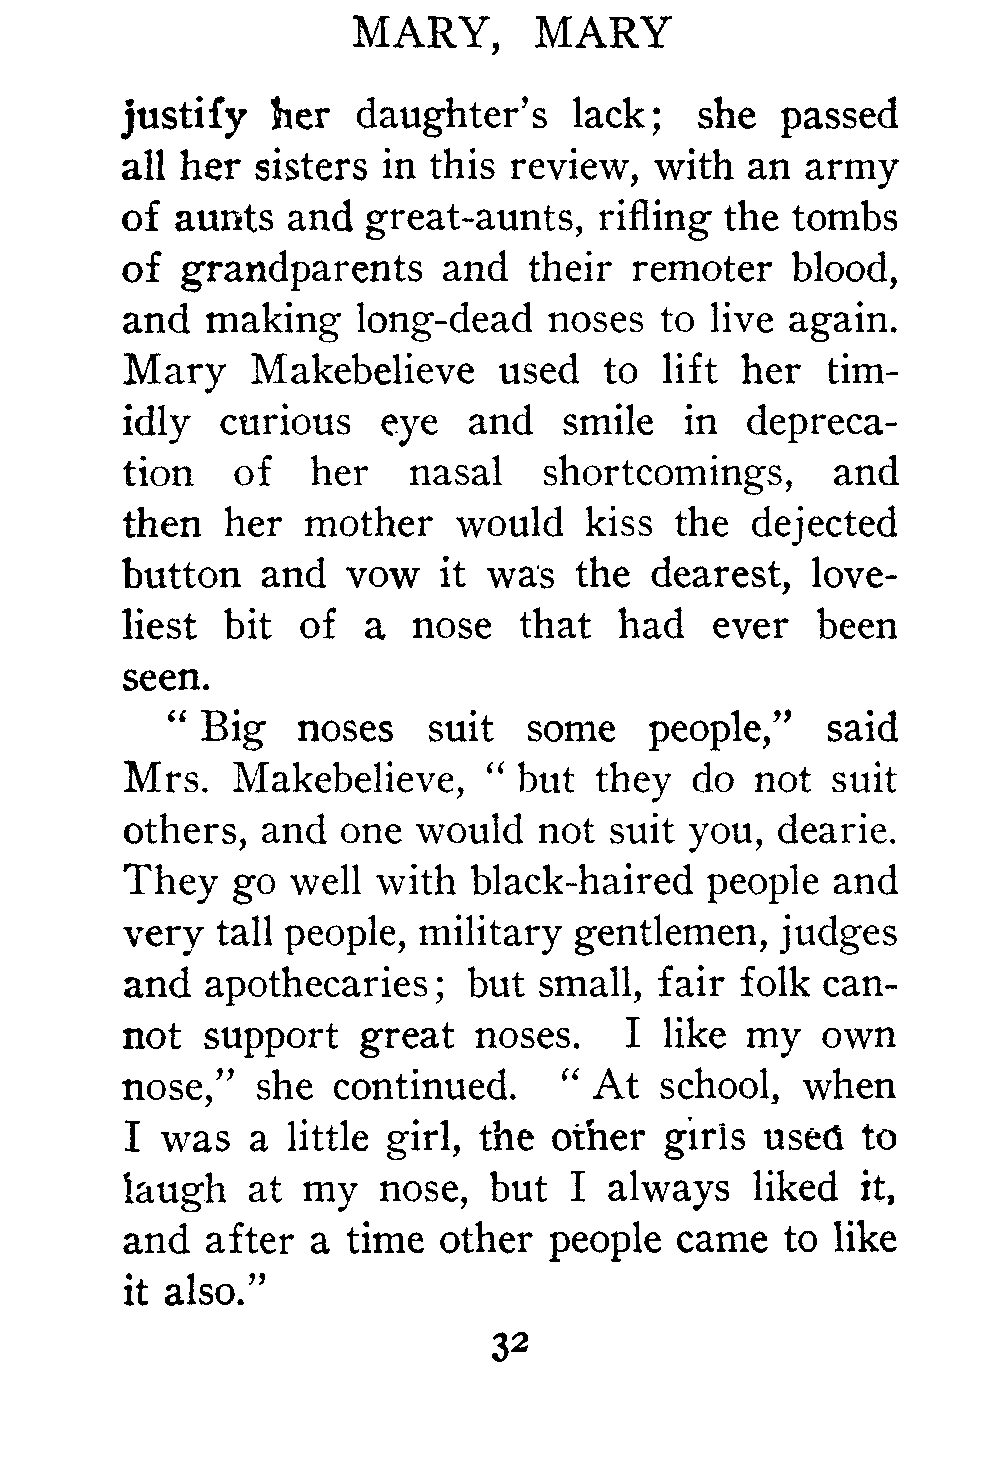 MARY, MARY
justify her daughter's lack; she passed
all her sisters in this review, with an army
of aunts and great-aunts, rifling the tombs
of grandparents and their remoter blood,
and making long-dead noses to live again.
Mary Makebelieve used to lift her tim-
idly curious eye and smile in depreca-
tion of her nasal shortcomings, and
then her mother would kiss the dejected
button and vow it was the dearest, love-
liest bit of a nose that had ever been
seen.
" Big noses suit some people," said
Mrs. Makebelieve, " but they do not suit
others, and one would not suit you, dearie.
They go well with black-haired people and
very tall people, military gentlemen, judges
and apothecaries; but small, fair folk can-
not support great noses. I like my own
nose," she continued. " At school, when
I was a little girl, the other girls used to
laugh at my nose, but I always liked it,
and after a time other people came to like
it also."
32